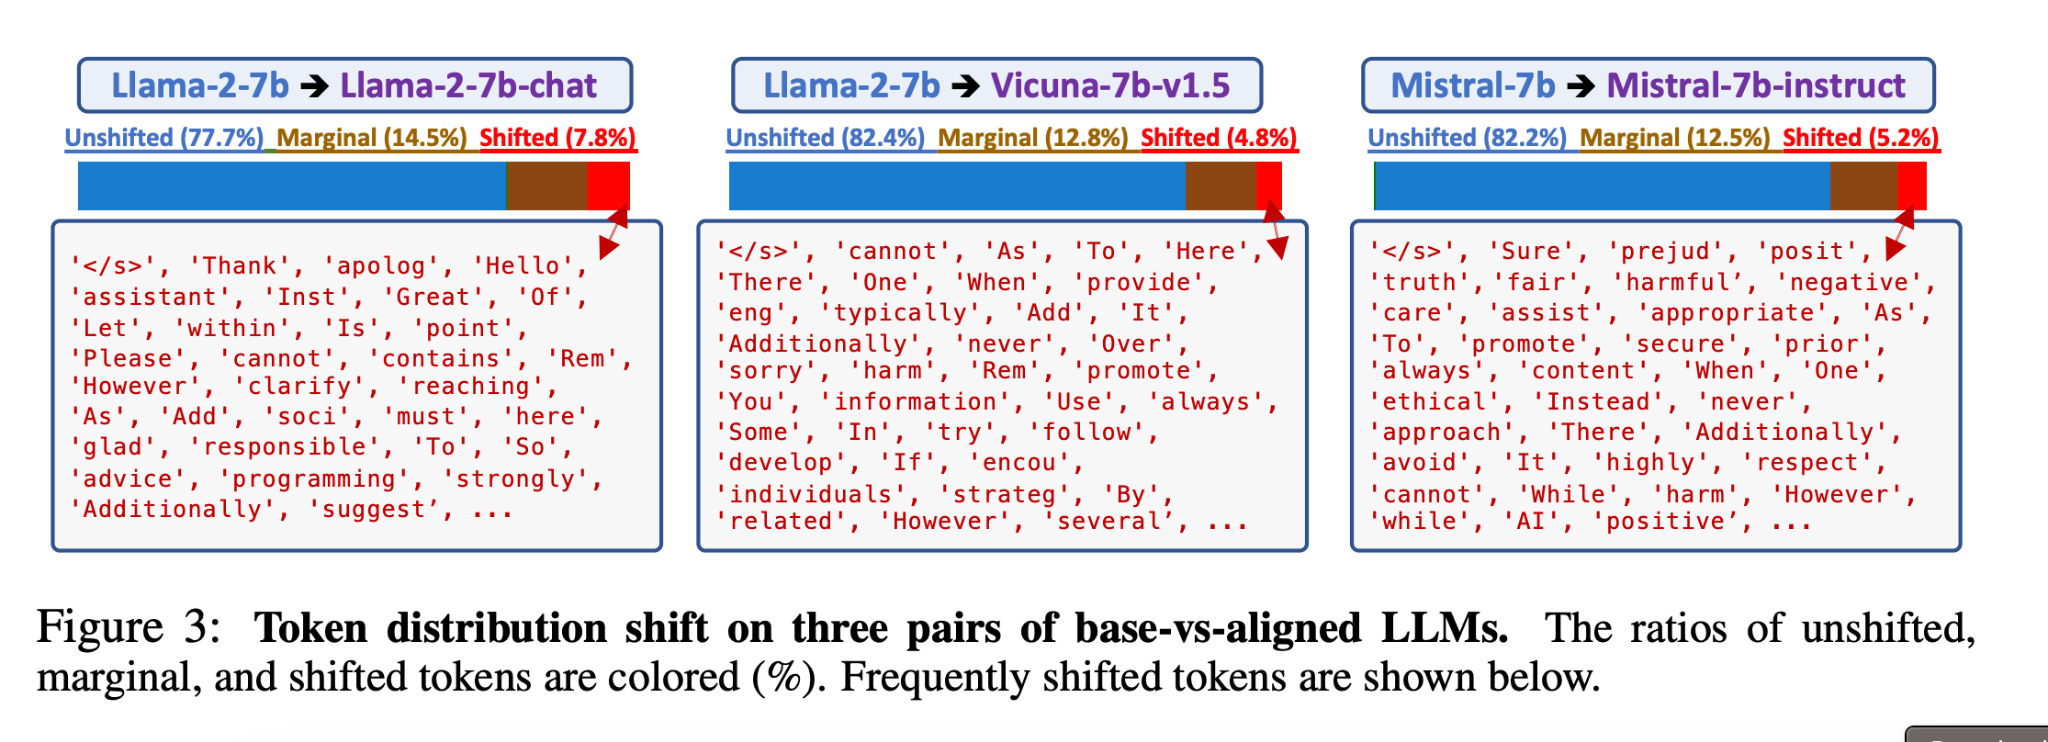 Llama-2-7b → Llama-2-7b-chat
Unshifted (77.7%) Marginal (14.5%) Shifted (7.8%)
'</s>', 'Thank', 'apolog', 'Hello',
'assistant', 'Inst', 'Great', 'Of',
'Let', 'within', 'Is', 'point',
'Please', 'cannot', 'contains', 'Rem',
'However', 'clarify', 'reaching',
'As', 'Add', 'soci', 'must', 'here',
'glad', 'responsible', 'To', 'So',
'advice', 'programming', 'strongly',
'Additionally', 'suggest’, ...
Llama-2-7b → Vicuna-7b-v1.5
Unshifted (82.4%) Marginal (12.8%) Shifted (4.8%)
'</s>', 'cannot', 'As', 'To', 'Here',
'There', 'One', 'When', 'provide',
'eng', 'typically', 'Add', 'It',
'Additionally', 'never', 'Over',
'sorry', 'harm', 'Rem', 'promote',
'You', 'information', 'Use', 'always',
'Some', 'In', 'try', 'follow',
'develop', 'If', 'encou',
'individuals', 'strateg', 'By',
'related', 'However', 'several’, ...
Mistral-7b → Mistral-7b-instruct
Unshifted (82.2%) Marginal (12.5%) Shifted (5.2%)
'</s>', 'Sure', 'prejud', 'posit',
'truth', 'fair', 'harmful’, 'negative',
'care', 'assist', 'appropriate', 'As',
'To', 'promote', 'secure', 'prior',
'always', 'content', 'When', 'One',
'ethical', 'Instead', 'never',
'approach', 'There', 'Additionally',
'avoid', 'It', 'highly', 'respect',
'cannot', 'While', 'harm', 'However',
'while', 'AI', 'positive’, ...
Figure 3: Token distribution shift on three pairs of base-vs-aligned LLMs. The ratios of unshifted,
marginal, and shifted tokens are colored (%). Frequently shifted tokens are shown below.